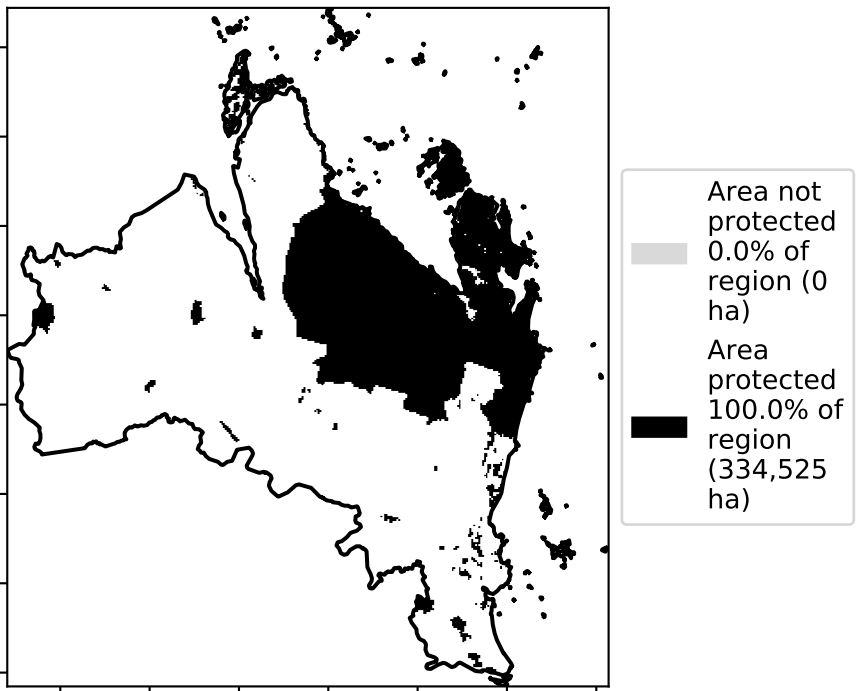 Area not
protected
0.0% of
region (0
ha)
Area
protected
100.0% of
region
(334,525
ha)